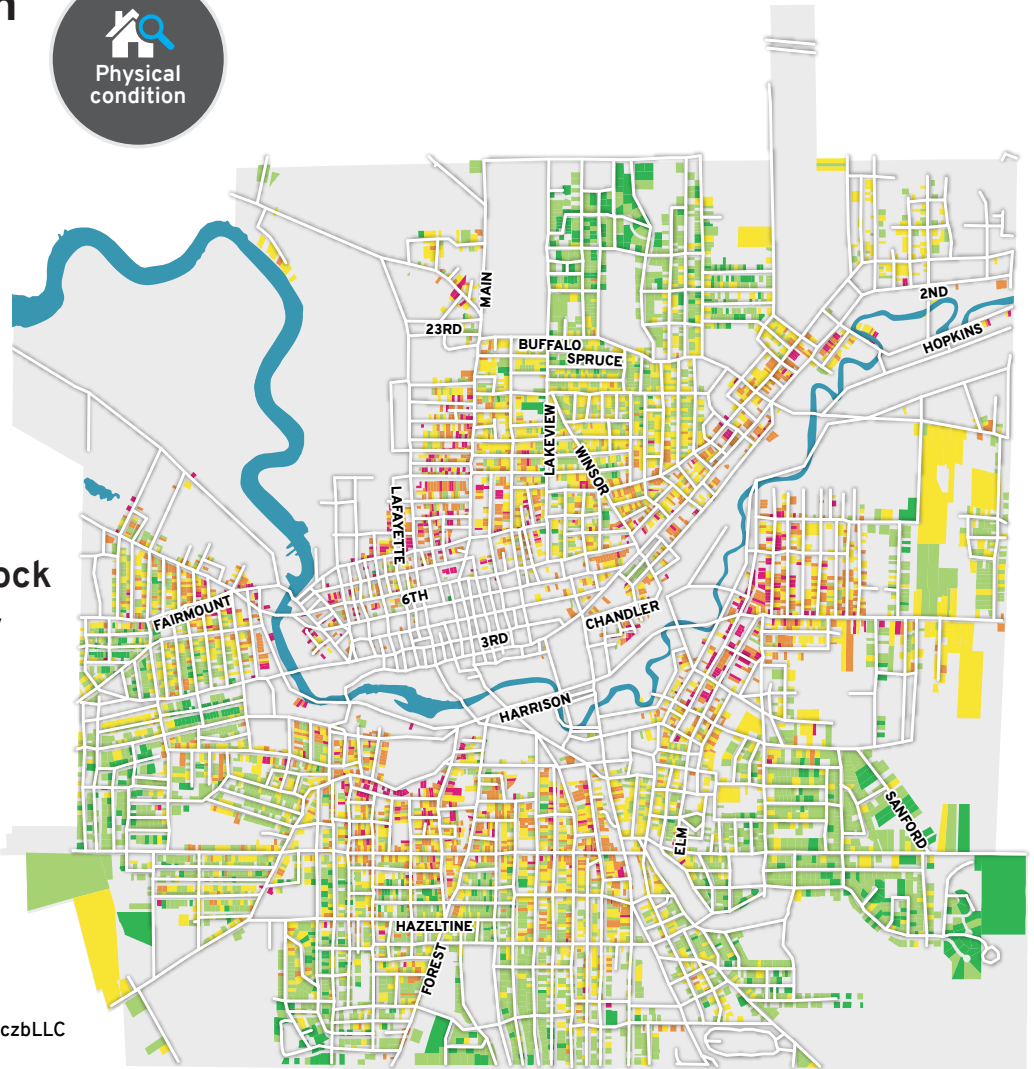 n
Physical
condition
MAIN
2ND
23RD
HOPKINS
BUFFALO
SPRUCE
LAKEVIEW
WINSOR
LAFAYETTE
ock
6TH
FAIRMOUNT
CHANDLER
3RD
HARRISON
SANFORD
ELM
HAZELTINE
FOREST
czbLLC